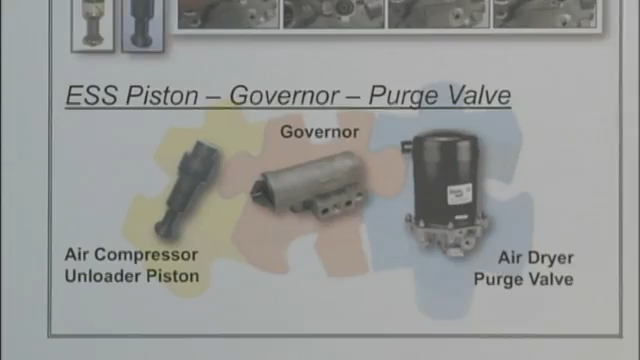 ESS Piston – Governor – Purge Valve
Governor
Air Compressor
Unloader Piston
Air Dryer
Purge Valve